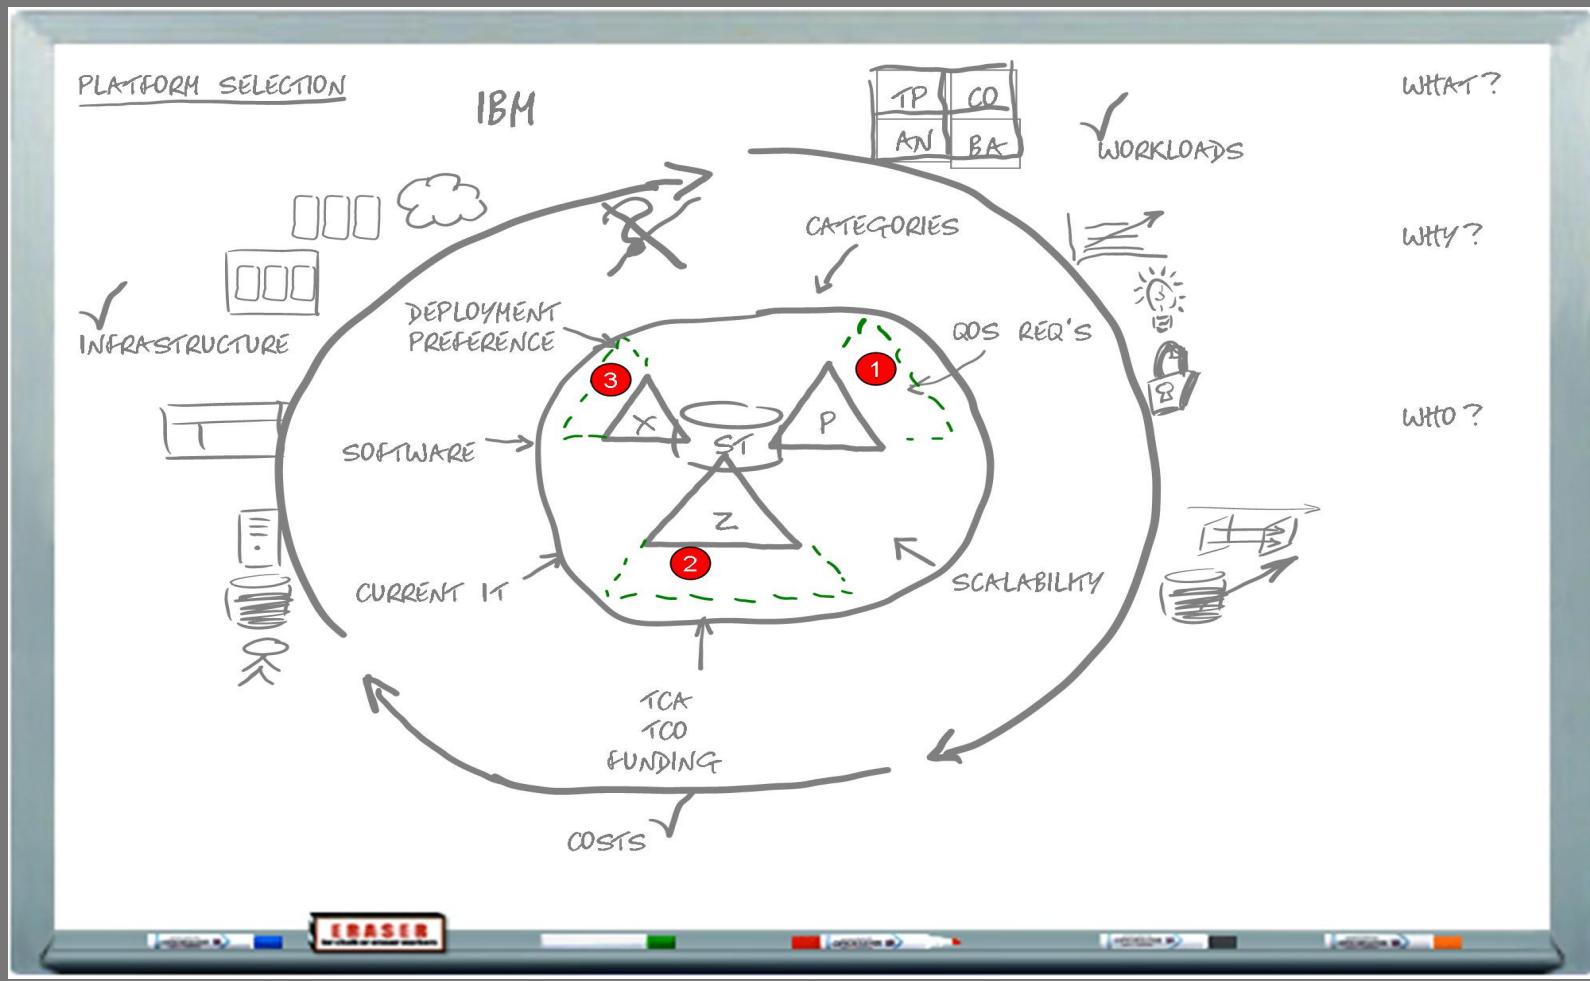 PLATFORM SELECTION
IBM
TP CO
AN BA
WORKLOADS
WHAT?
WHY?
WHO?
CATEGORIES
DEPLOYMENT
PREFERENCE
QOS REQ'S
INFRASTRUCTURE
3
1
X
P
ST
SOFTWARE
Z
2
CURRENT IT
SCALABILITY
TCA
TCO
FUNDING
COSTS
ERASER